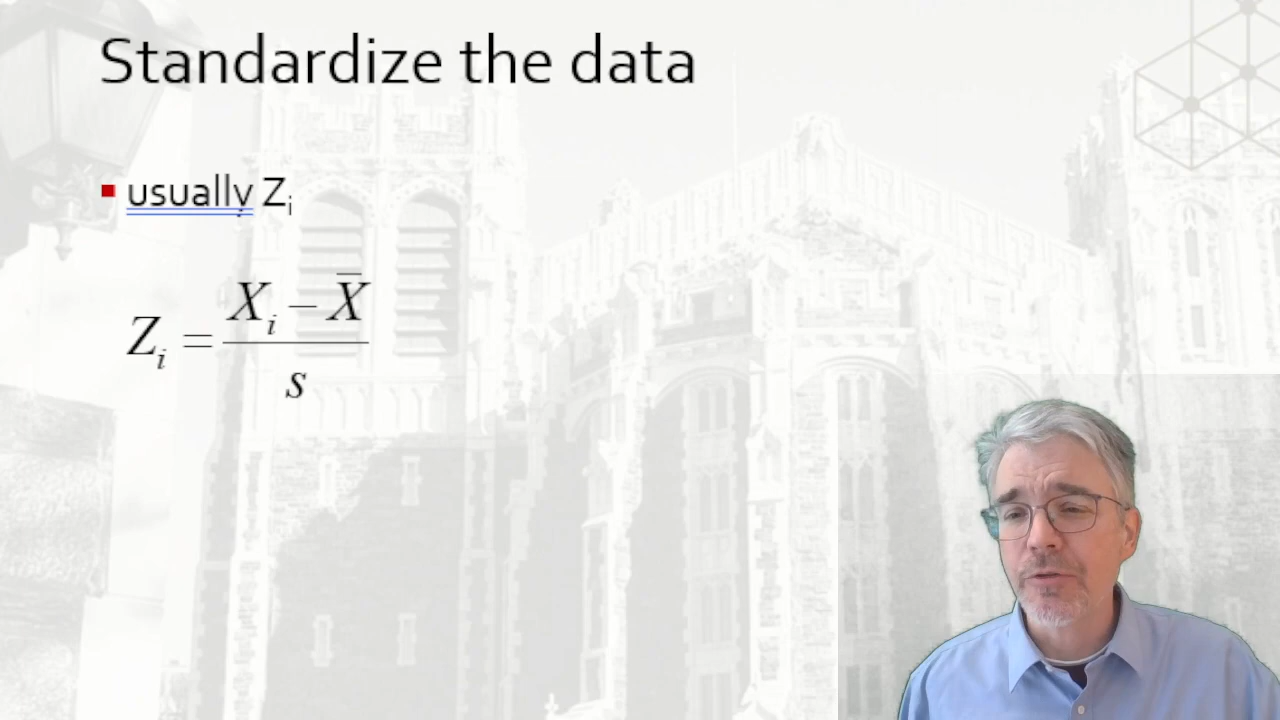 Standardize the data
usually Zᵢ
Zᵢ = (Xᵢ − X̅) / s